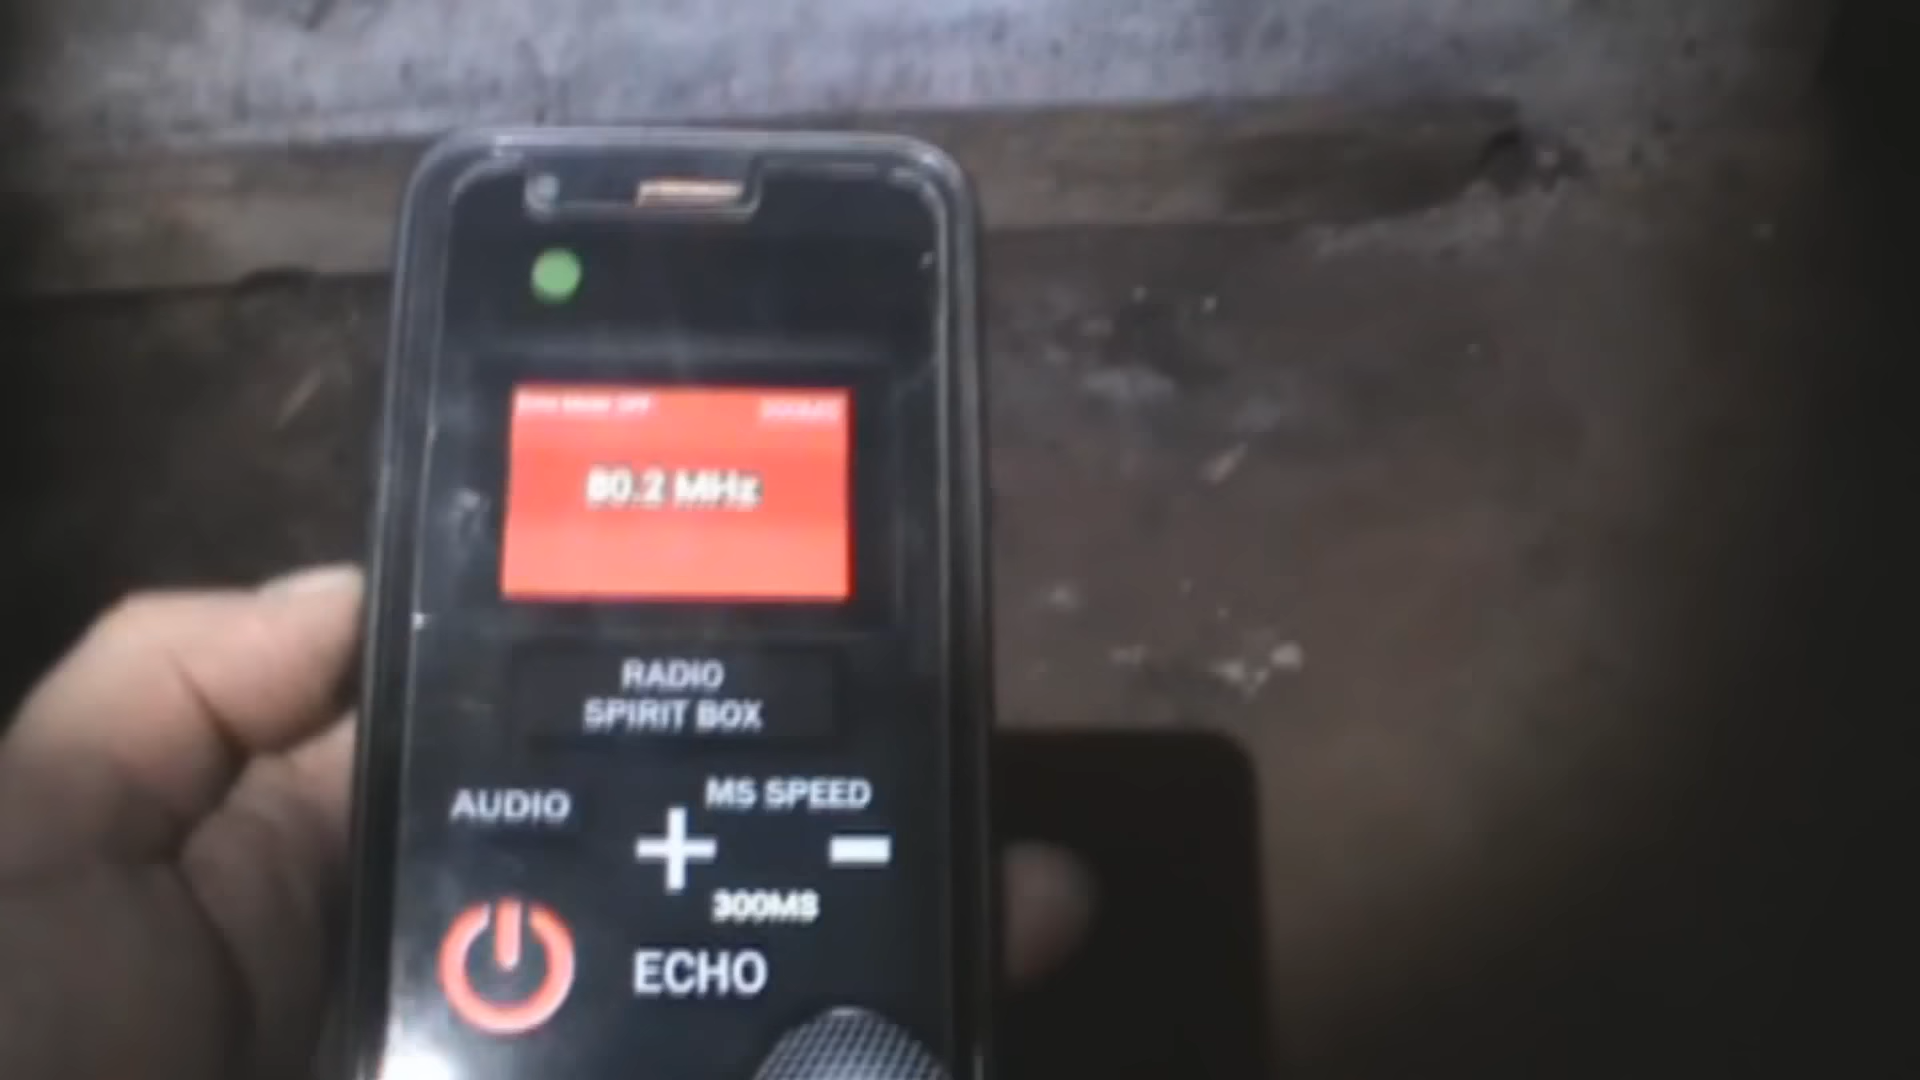 80.2 MHz
RADIO
SPIRIT BOX
AUDIO
MS SPEED
300MS
ECHO